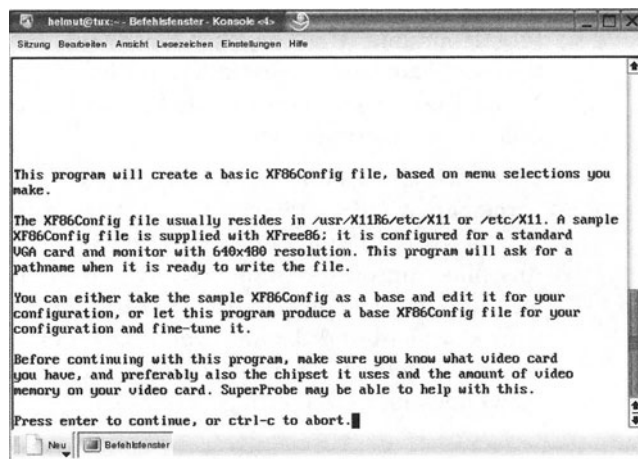 helmut@tux:~ - Befehlsfenster - Konsole <4>
Sitzung Bearbeiten Ansicht Lesezeichen Einstellungen Hilfe
This program will create a basic XF86Config file, based on menu selections you
make.
The XF86Config file usually resides in /usr/X11R6/etc/X11 or /etc/X11. A sample
XF86Config file is supplied with XFree86; it is configured for a standard
VGA card and monitor with 640x480 resolution. This program will ask for a
pathname when it is ready to write the file.
You can either take the sample XF86Config as a base and edit it for your
configuration, or let this program produce a base XF86Config file for your
configuration and fine-tune it.
Before continuing with this program, make sure you know what video card
you have, and preferably also the chipset it uses and the amount of video
memory on your video card. SuperProbe may be able to help with this.
Press enter to continue, or ctrl-c to abort.
Neu Befehlsfenster